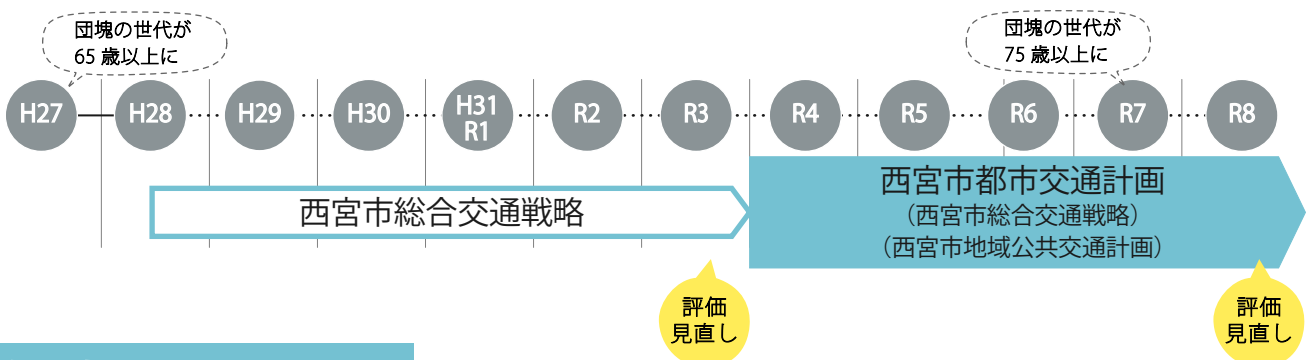 団塊の世代が
65歳以上に
団塊の世代が
75歳以上に
H27
H28
H29
H30
H31
R1
R2
R3
R4
R5
R6
R7
R8
西宮市総合交通戦略
西宮市都市交通計画
(西宮市総合交通戦略)
(西宮市地域公共交通計画)
評価
見直し
評価
見直し